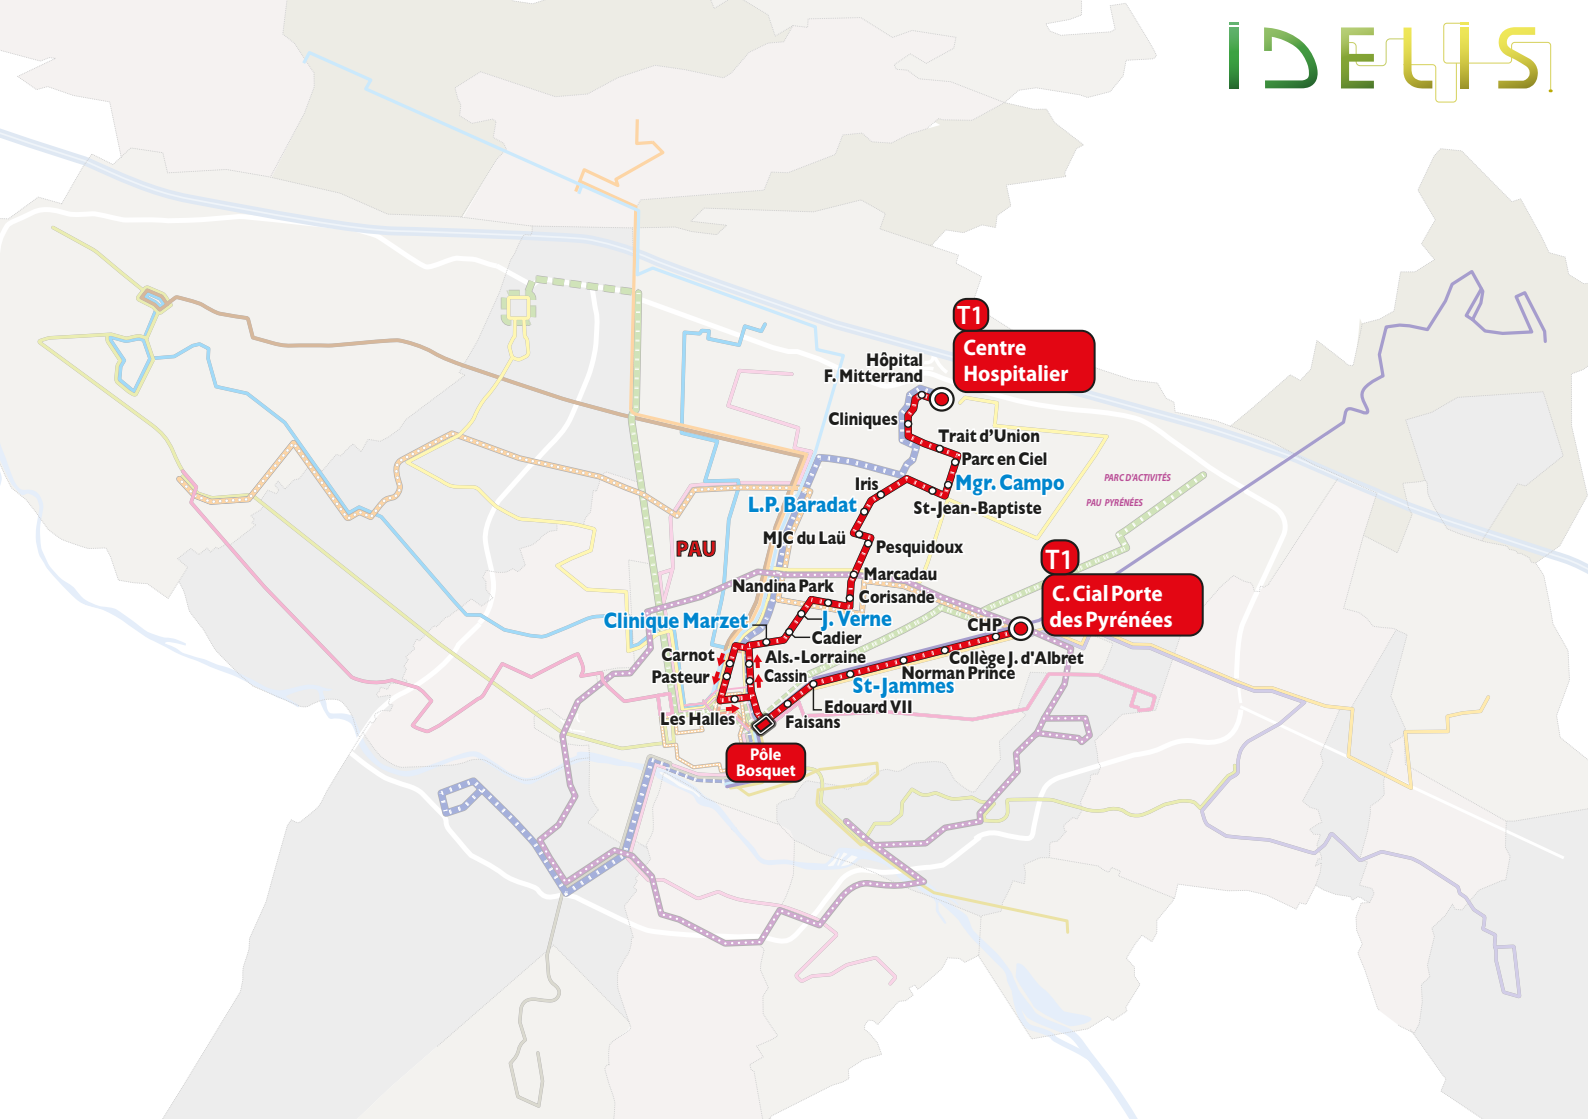 IDELIS
T1
Centre
Hospitalier
Hôpital
F. Mitterrand
Cliniques
Trait d'Union
Parc en Ciel
PARC D'ACTIVITÉS
PAU PYRÉNÉES
Mgr. Campo
Iris
L.P. Baradat
St-Jean-Baptiste
MJC du Laü
PAU
Pesquidoux
Marcadau
Nandina Park
Corisande
T1
C. Cial Porte
des Pyrénées
Clinique Marzet
J. Verne
CHP
Cadier
Carnot
Als.-Lorraine
Collège J. d'Albret
Pasteur
Cassin
Norman Prince
St-Jammes
Edouard VII
Les Halles
Faisans
Pôle
Bosquet